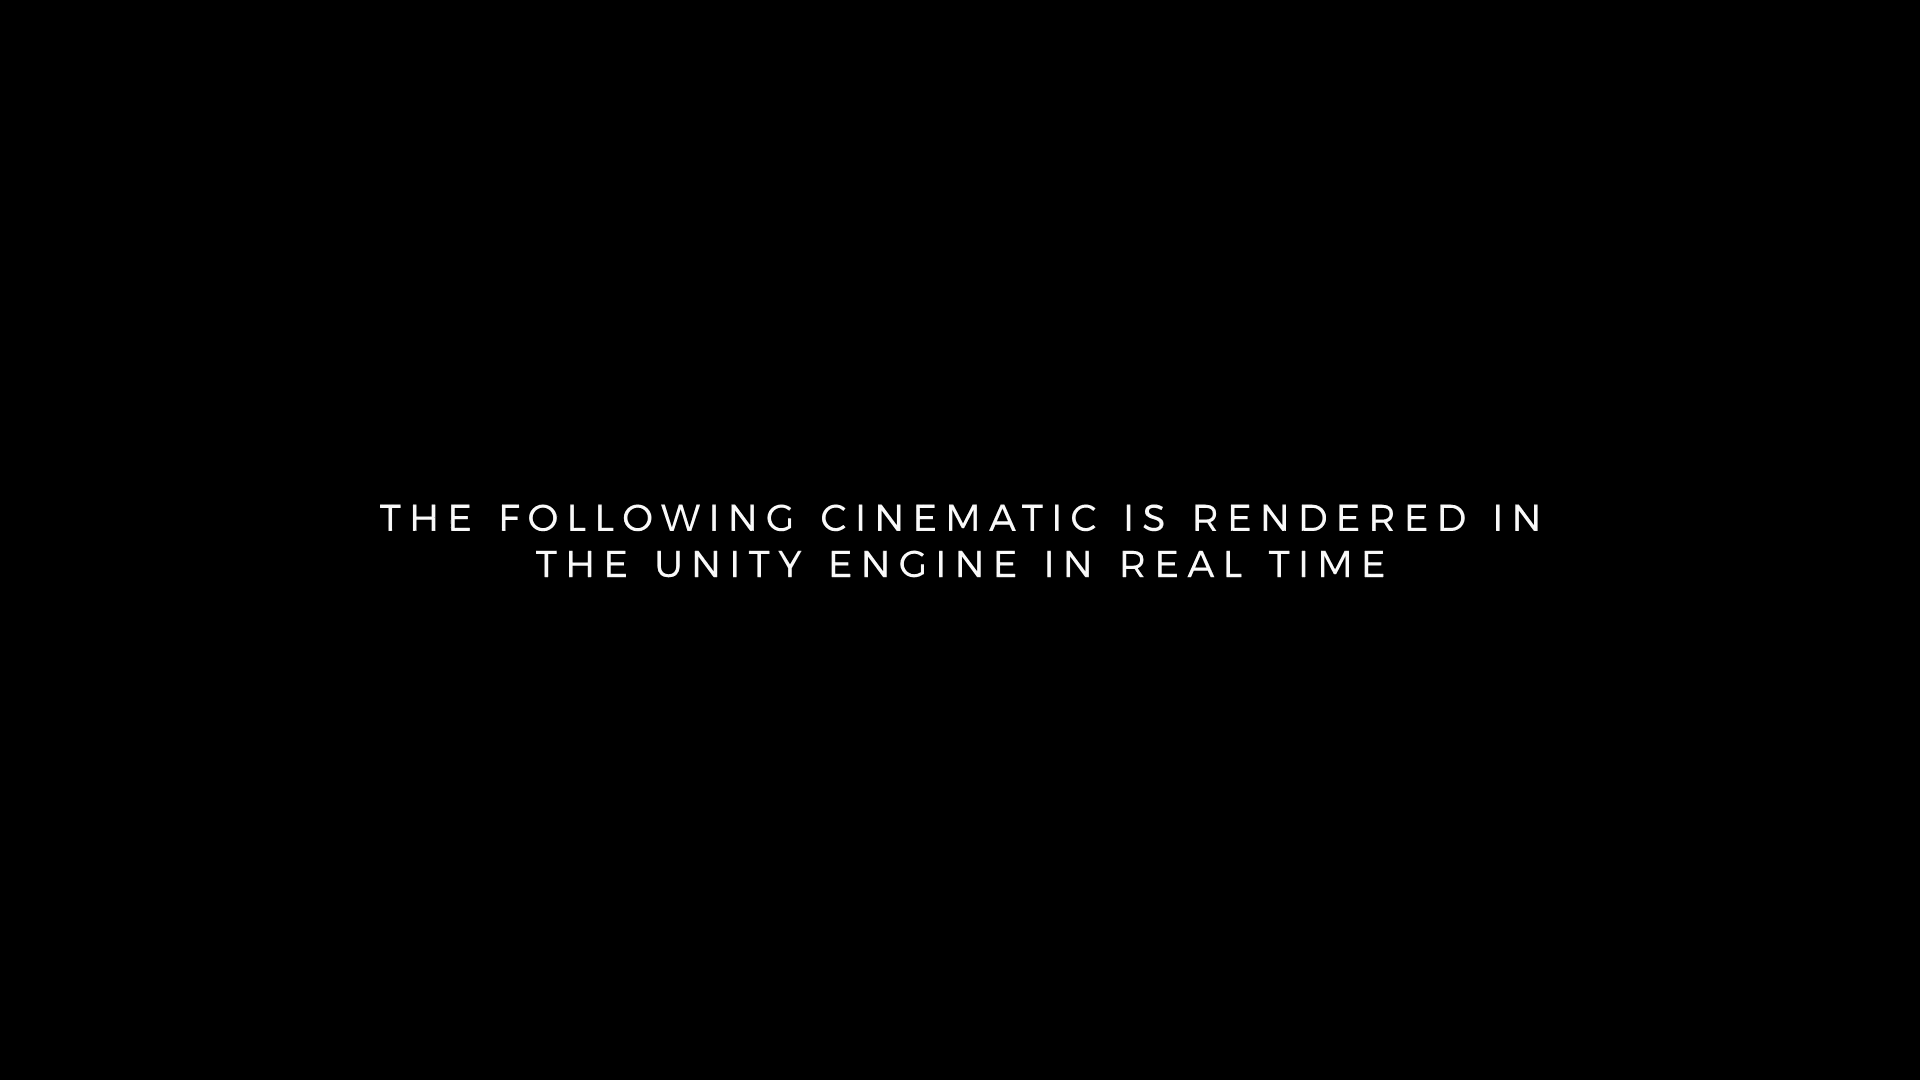 THE FOLLOWING CINEMATIC IS RENDERED IN
THE UNITY ENGINE IN REAL TIME